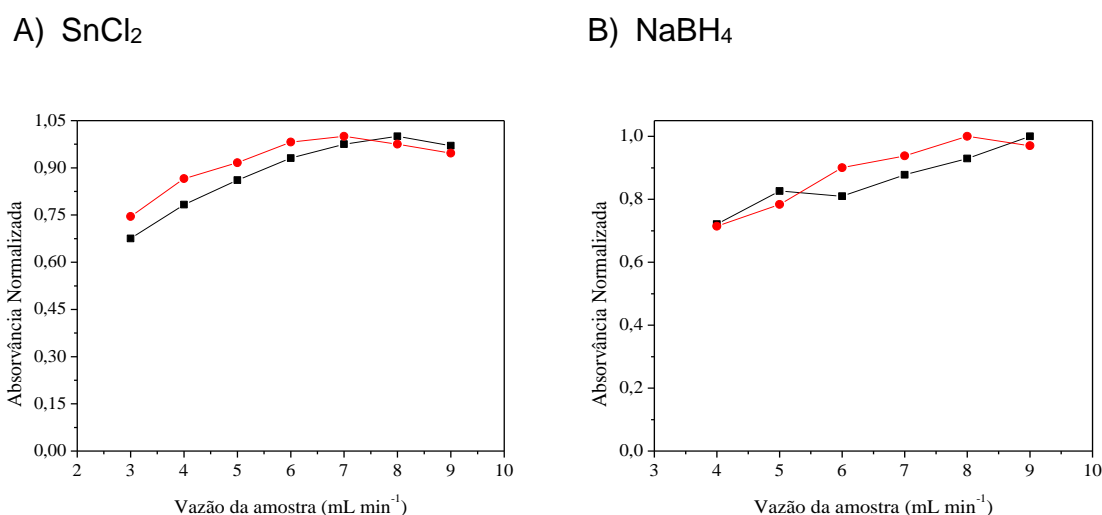 A) SnCl₂
B) NaBH₄
Absorvância Normalizada
1,05
0,90
0,75
0,60
0,45
0,30
0,15
0,00
2 3 4 5 6 7 8 9 10
Vazão da amostra (mL min⁻¹)
Absorvância Normalizada
1,0
0,8
0,6
0,4
0,2
0,0
3 4 5 6 7 8 9 10
Vazão da amostra (mL min⁻¹)